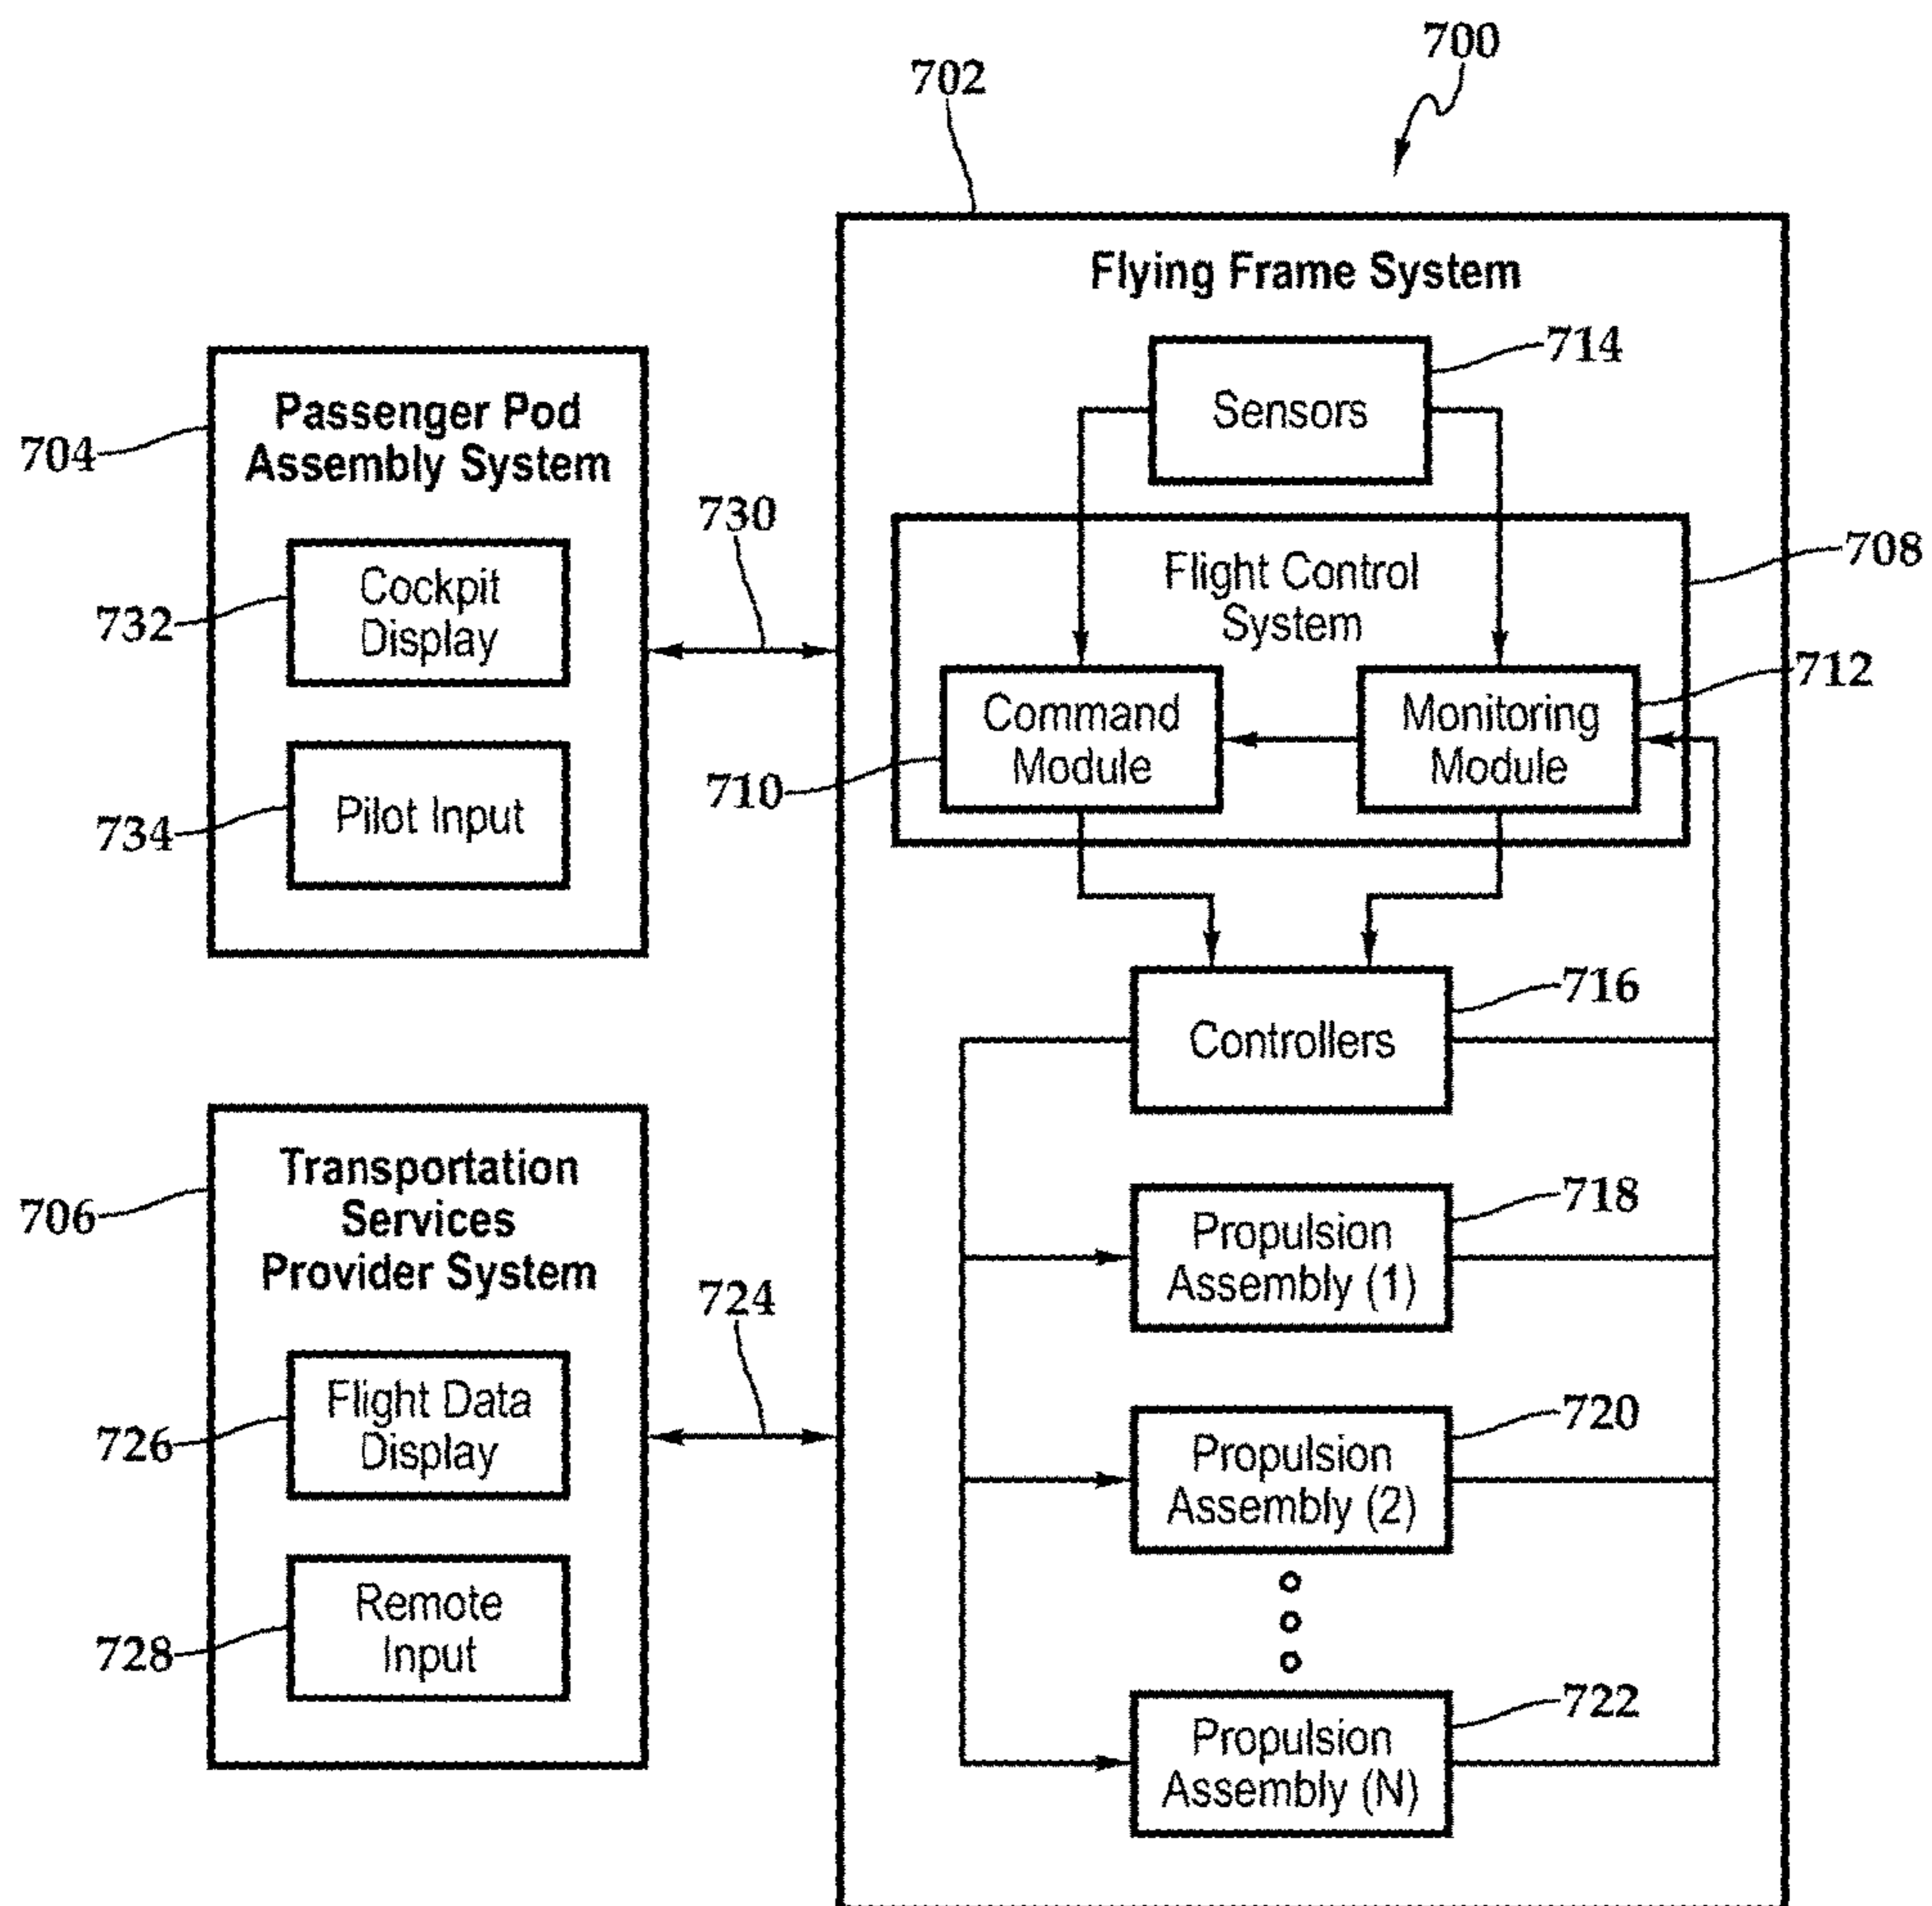 700
702
Flying Frame System
714
Sensors
Passenger Pod
Assembly System
704
730
708
Flight Control
System
Cockpit
Display
732
712
Command
Module
Monitoring
Module
710
Pilot Input
734
716
Controllers
Transportation
Services
Provider System
706
718
Propulsion
Assembly (1)
724
Flight Data
Display
726
720
Propulsion
Assembly (2)
Remote
Input
728
722
Propulsion
Assembly (N)